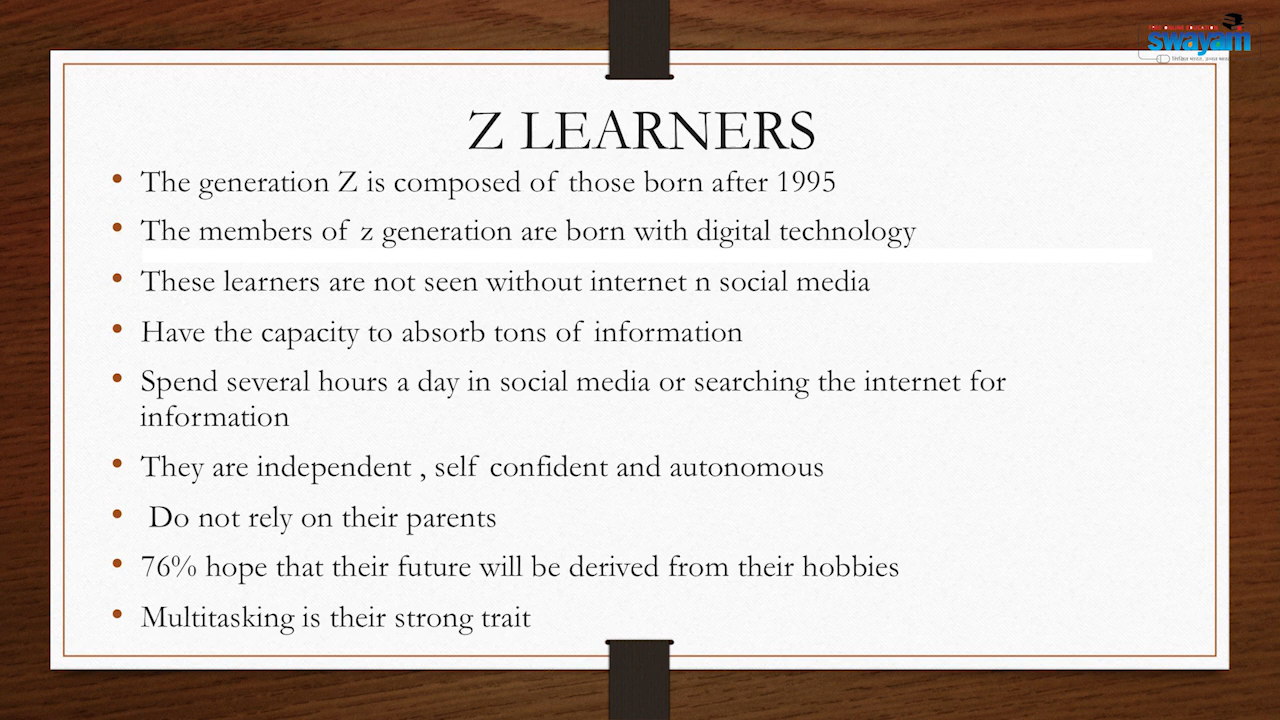 swayam
Z LEARNERS
• The generation Z is composed of those born after 1995
• The members of z generation are born with digital technology
• These learners are not seen without internet n social media
• Have the capacity to absorb tons of information
• Spend several hours a day in social media or searching the internet for
information
• They are independent , self confident and autonomous
• Do not rely on their parents
• 76% hope that their future will be derived from their hobbies
• Multitasking is their strong trait